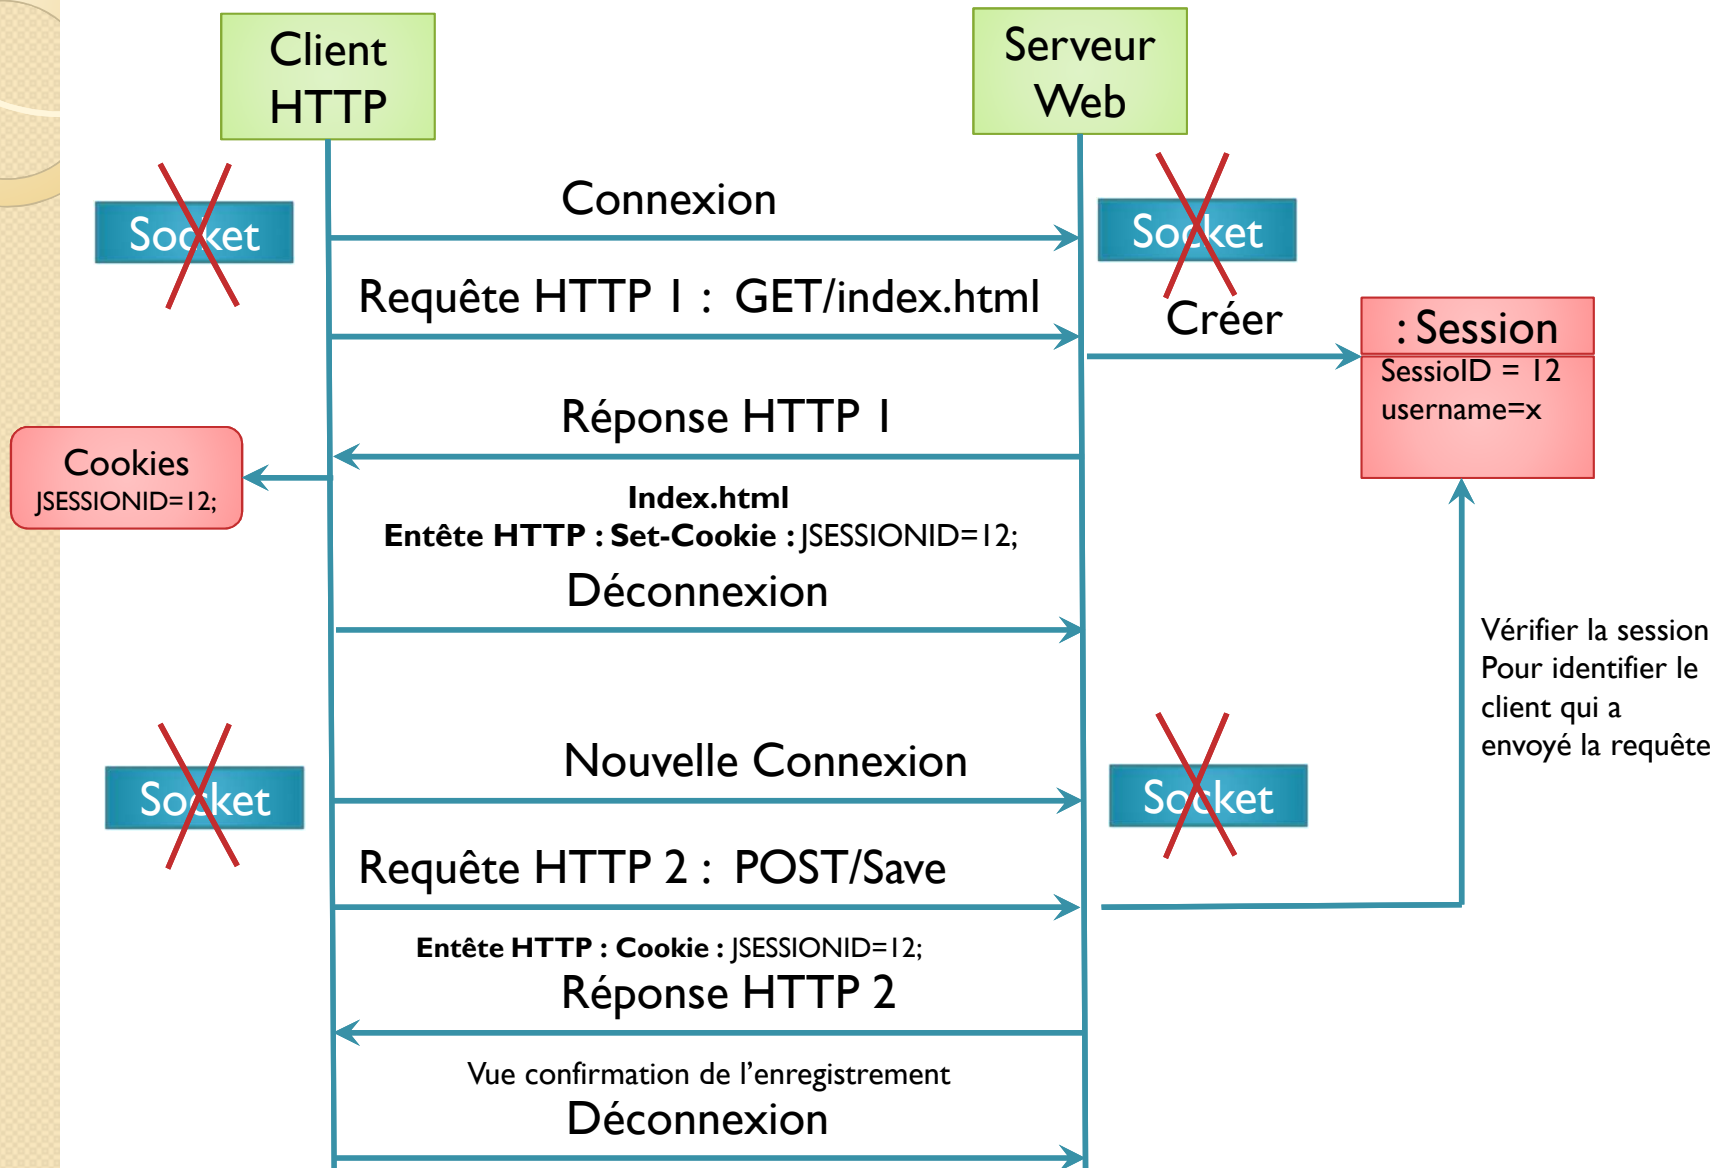 Client
HTTP
Serveur
Web
Connexion
Socket
Socket
Requête HTTP 1 : GET/index.html
Créer
: Session
SessioID = 12
username=x
Réponse HTTP 1
Cookies
JSESSIONID=12;
Index.html
Entête HTTP : Set-Cookie : JSESSIONID=12;
Déconnexion
Vérifier la session
Pour identifier le
client qui a
envoyé la requête
Nouvelle Connexion
Socket
Socket
Requête HTTP 2 : POST/Save
Entête HTTP : Cookie : JSESSIONID=12;
Réponse HTTP 2
Vue confirmation de l’enregistrement
Déconnexion